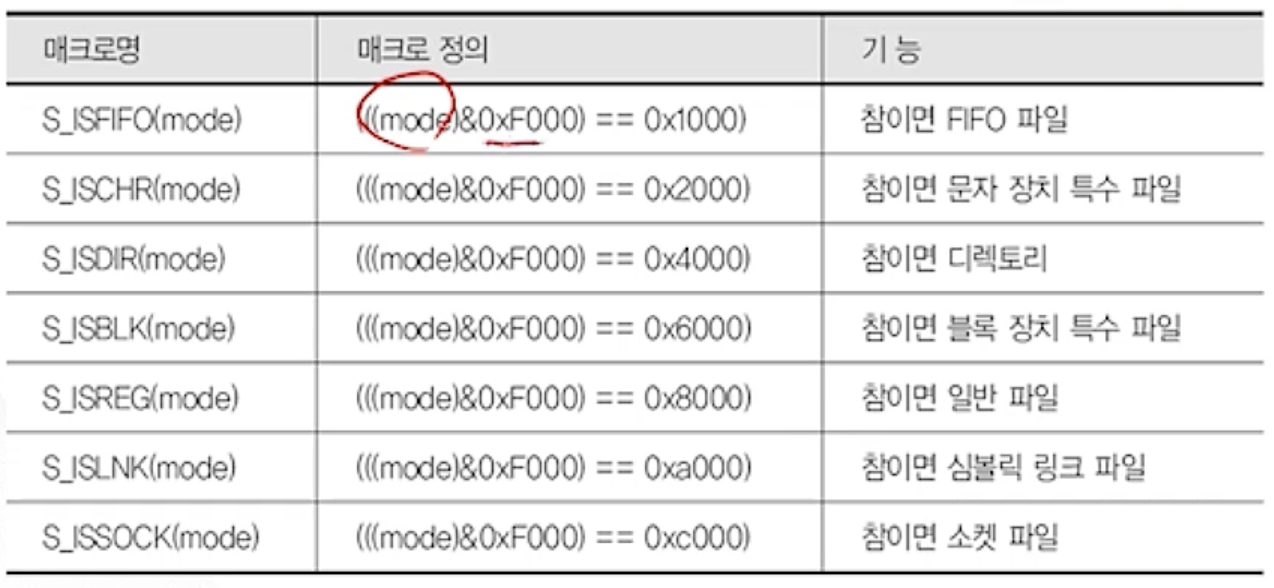 매크로명 매크로 정의 기 능
S_ISFIFO(mode) (((mode)&0xF000) == 0x1000) 참이면 FIFO 파일
S_ISCHR(mode) (((mode)&0xF000) == 0x2000) 참이면 문자 장치 특수 파일
S_ISDIR(mode) (((mode)&0xF000) == 0x4000) 참이면 디렉토리
S_ISBLK(mode) (((mode)&0xF000) == 0x6000) 참이면 블록 장치 특수 파일
S_ISREG(mode) (((mode)&0xF000) == 0x8000) 참이면 일반 파일
S_ISLNK(mode) (((mode)&0xF000) == 0xa000) 참이면 심볼릭 링크 파일
S_ISSOCK(mode) (((mode)&0xF000) == 0xc000) 참이면 소켓 파일